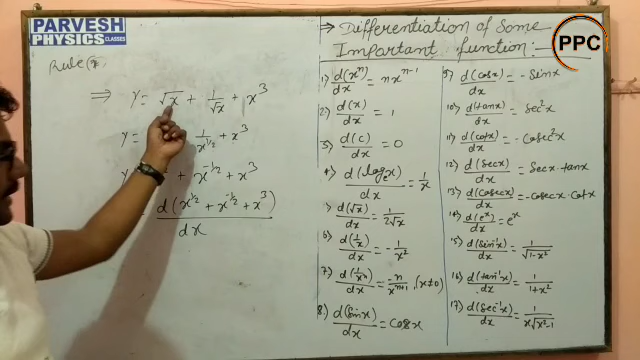 PARVESH
PHYSICS CLASSES
Rule
⇒ y = √x + 1/√x + x³
y = 1/x^½ + x³
y + x^-½ + x³
d(x^½ + x^-½ + x³)/dx
⇒ Differentiation of Some
Important function:-
PPC
1) d(xⁿ)/dx = nxⁿ⁻¹
2) d(x)/dx = 1
3) d(c)/dx = 0
4) d(logₑx)/dx = 1/x
5) d(√x)/dx = 1/2√x
6) d(1/x)/dx = -1/x²
7) d(1/xⁿ)/dx = n/xⁿ⁺¹, (x≠0)
8) d(sinx)/dx = cosx
9) d(cosx)/dx = -Sinx
10) d(tanx)/dx = Sec²x
11) d(cotx)/dx = -Cosec²x
12) d(secx)/dx = Secx·tanx
13) d(cosecx)/dx = -cosecx·cotx
14) d(eˣ)/dx = eˣ
15) d(sin⁻¹x)/dx = 1/√1-x²
16) d(tan⁻¹x)/dx = 1/1+x²
17) d(sec⁻¹x)/dx = 1/x√x²-1